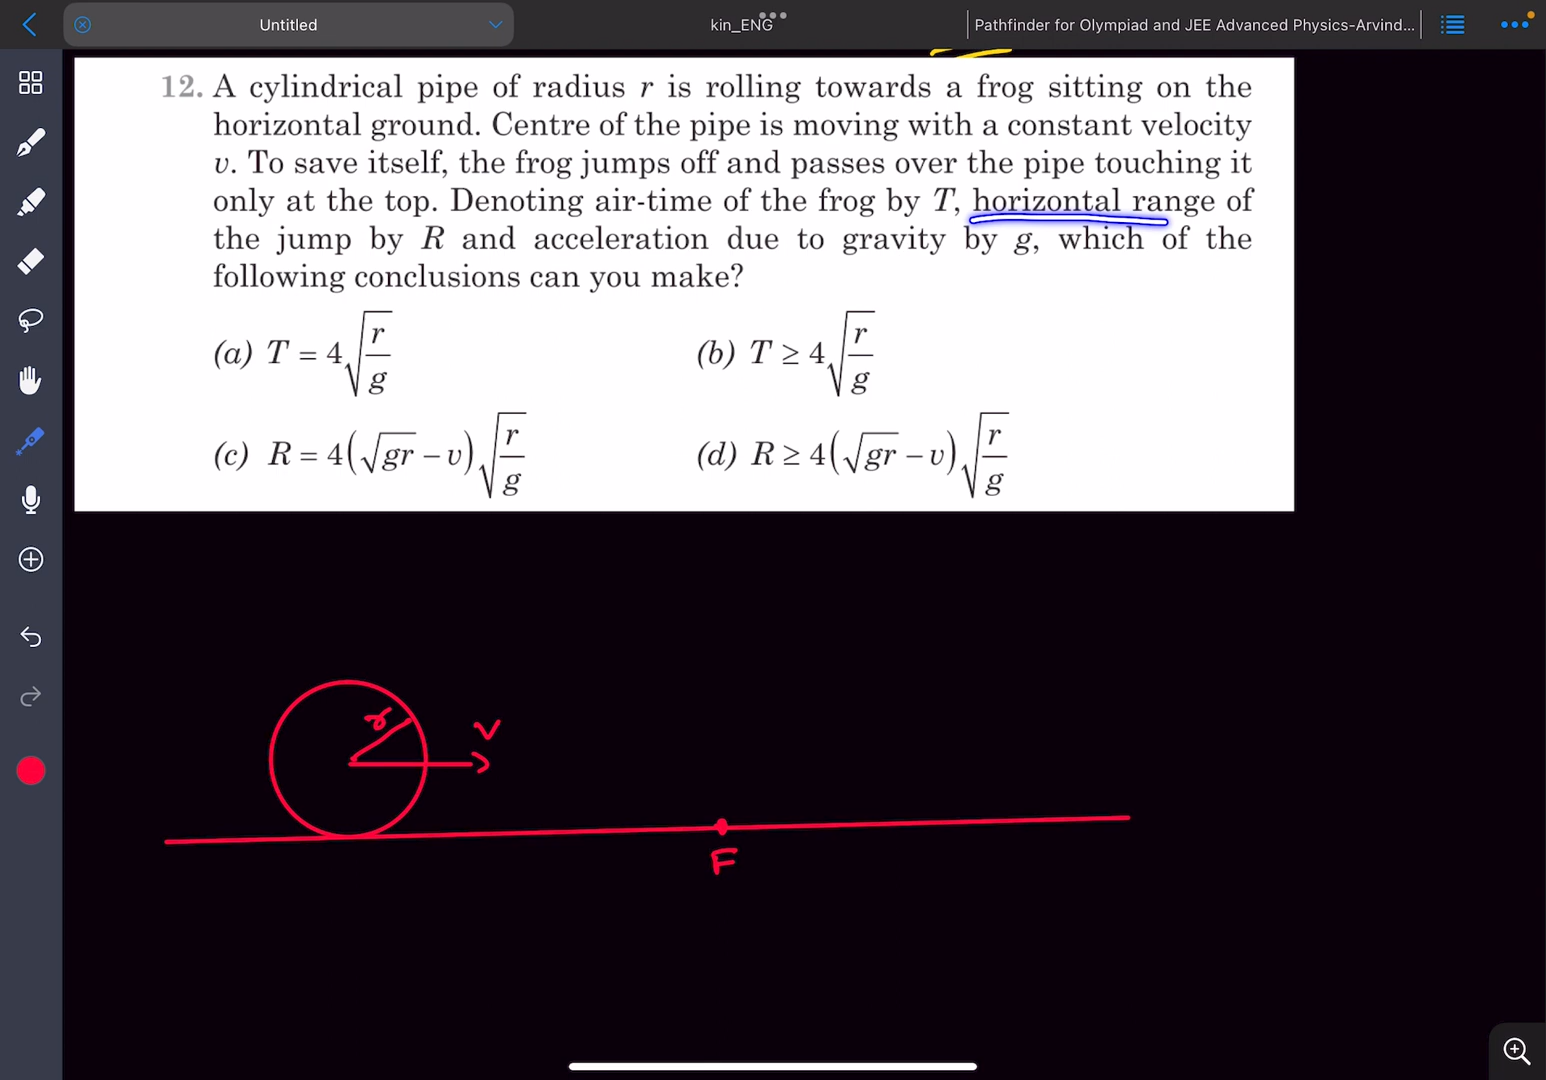 Untitled
kin_ENG
Pathfinder for Olympiad and JEE Advanced Physics-Arvind...
12. A cylindrical pipe of radius r is rolling towards a frog sitting on the
horizontal ground. Centre of the pipe is moving with a constant velocity
v. To save itself, the frog jumps off and passes over the pipe touching it
only at the top. Denoting air-time of the frog by T, horizontal range of
the jump by R and acceleration due to gravity by g, which of the
following conclusions can you make?
(a) T = 4√(r/g)
(b) T ≥ 4√(r/g)
(c) R = 4(√gr − v)√(r/g)
(d) R ≥ 4(√gr − v)√(r/g)
r
v
F